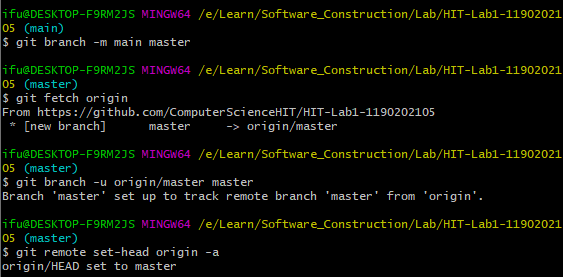 ifu@DESKTOP-F9RM2JS MINGW64 /e/Learn/Software_Construction/Lab/HIT-Lab1-11902021
05 (main)
$ git branch -m main master
ifu@DESKTOP-F9RM2JS MINGW64 /e/Learn/Software_Construction/Lab/HIT-Lab1-11902021
05 (master)
$ git fetch origin
From https://github.com/ComputerScienceHIT/HIT-Lab1-1190202105
 * [new branch]      master     -> origin/master
ifu@DESKTOP-F9RM2JS MINGW64 /e/Learn/Software_Construction/Lab/HIT-Lab1-11902021
05 (master)
$ git branch -u origin/master master
Branch 'master' set up to track remote branch 'master' from 'origin'.
ifu@DESKTOP-F9RM2JS MINGW64 /e/Learn/Software_Construction/Lab/HIT-Lab1-11902021
05 (master)
$ git remote set-head origin -a
origin/HEAD set to master